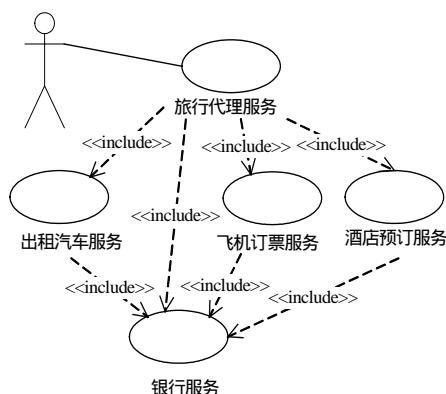 旅行代理服务
<<include>>
<<include>>
<<include>>
<<include>>
出租汽车服务
飞机订票服务
酒店预订服务
<<include>>
<<include>>
<<include>>
银行服务